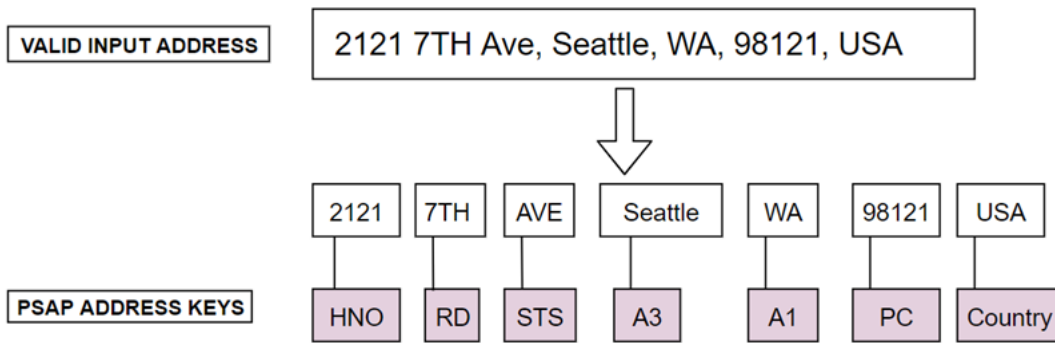 VALID INPUT ADDRESS
2121 7TH Ave, Seattle, WA, 98121, USA
2121 7TH AVE Seattle WA 98121 USA
PSAP ADDRESS KEYS
HNO RD STS A3 A1 PC Country